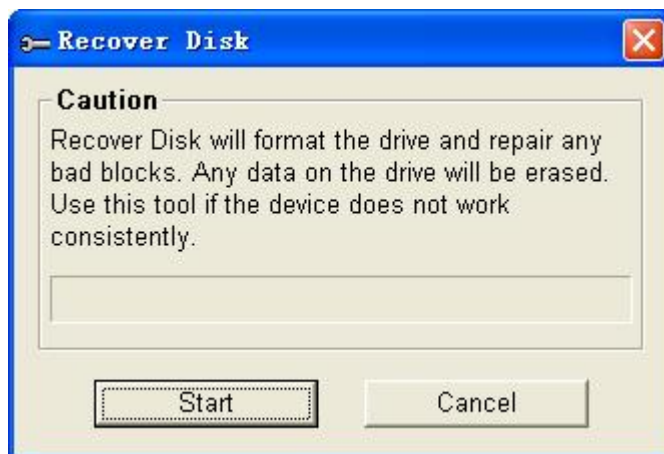 Recover Disk
Caution
Recover Disk will format the drive and repair any
bad blocks. Any data on the drive will be erased.
Use this tool if the device does not work
consistently.
Start
Cancel